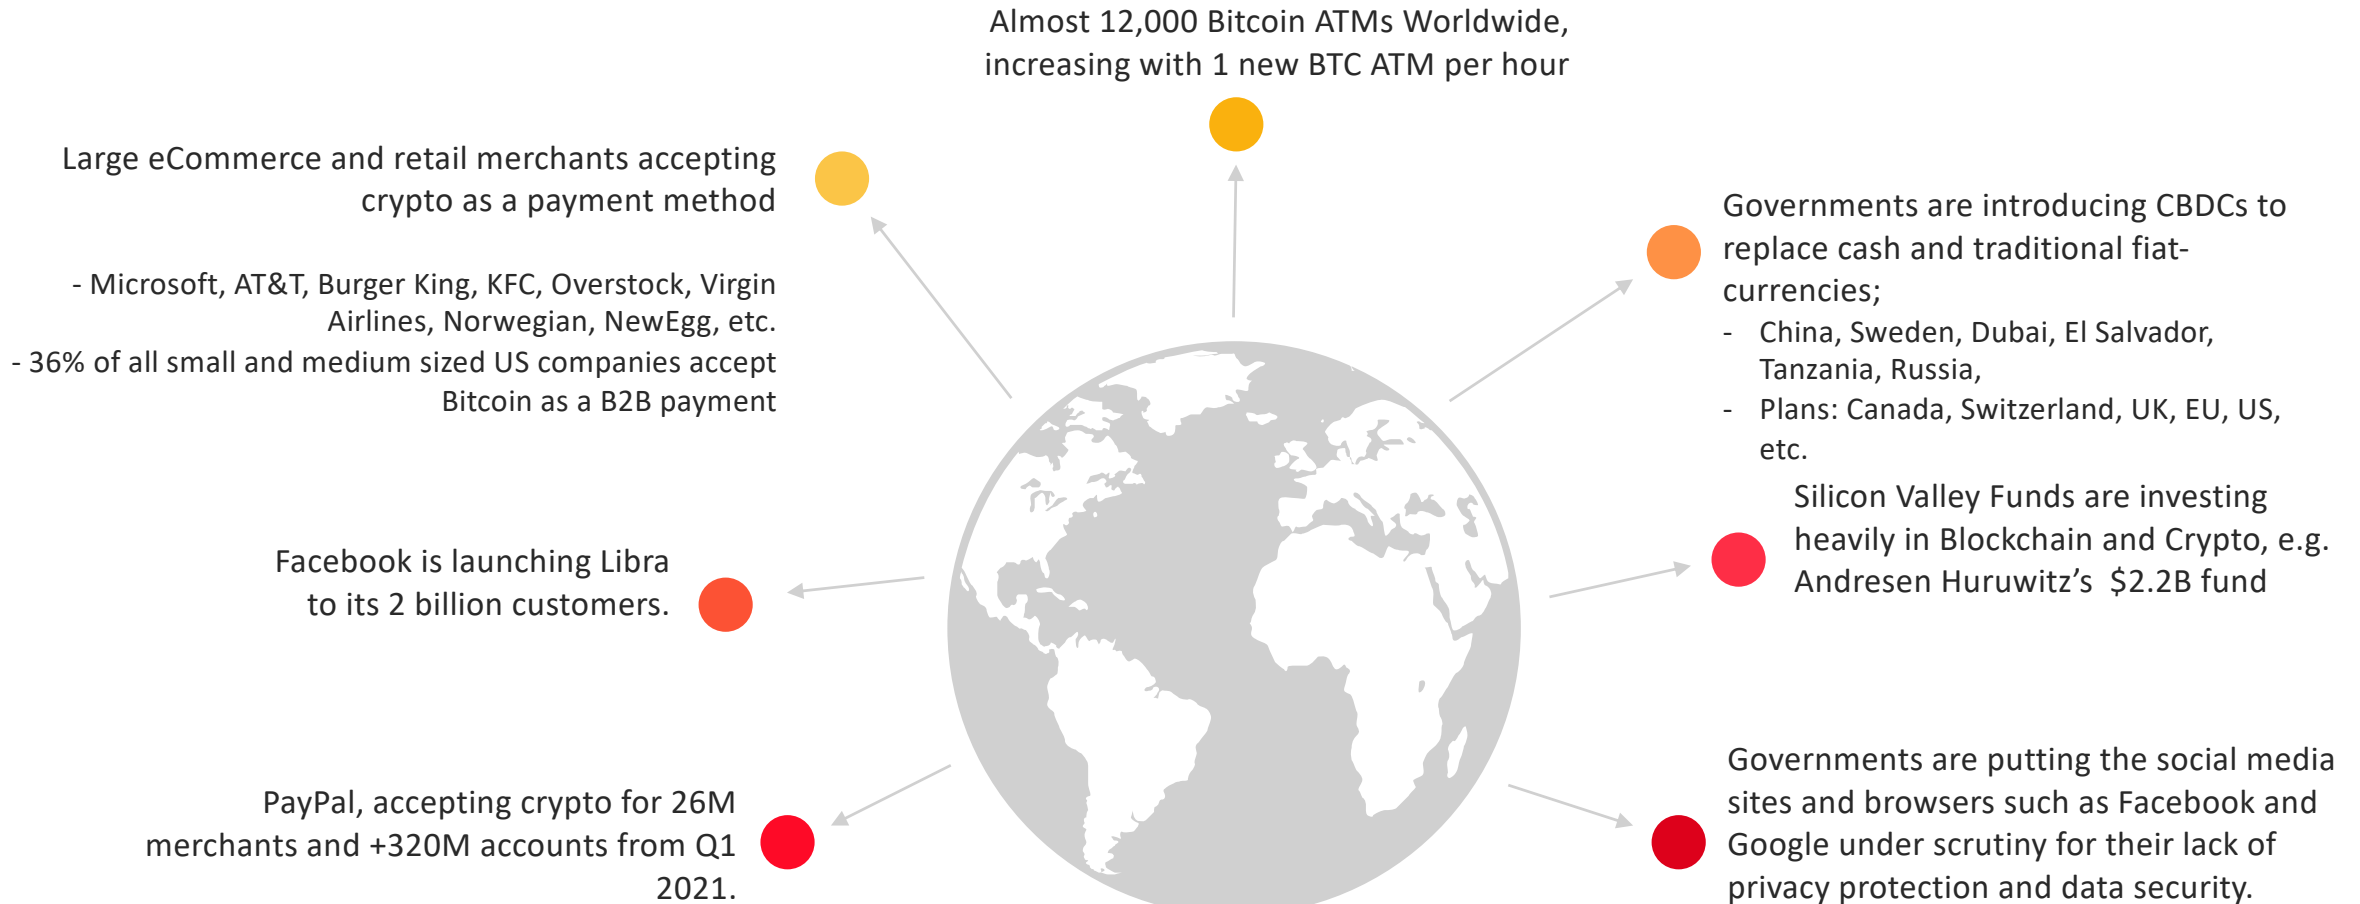 Almost 12,000 Bitcoin ATMs Worldwide,
increasing with 1 new BTC ATM per hour
Large eCommerce and retail merchants accepting
crypto as a payment method
- Microsoft, AT&T, Burger King, KFC, Overstock, Virgin
Airlines, Norwegian, NewEgg, etc.
- 36% of all small and medium sized US companies accept
Bitcoin as a B2B payment
Facebook is launching Libra
to its 2 billion customers.
PayPal, accepting crypto for 26M
merchants and +320M accounts from Q1
2021.
Governments are introducing CBDCs to
replace cash and traditional fiat-
currencies;
- China, Sweden, Dubai, El Salvador,
Tanzania, Russia,
- Plans: Canada, Switzerland, UK, EU, US,
etc.
Silicon Valley Funds are investing
heavily in Blockchain and Crypto, e.g.
Andresen Huruwitz’s $2.2B fund
Governments are putting the social media
sites and browsers such as Facebook and
Google under scrutiny for their lack of
privacy protection and data security.